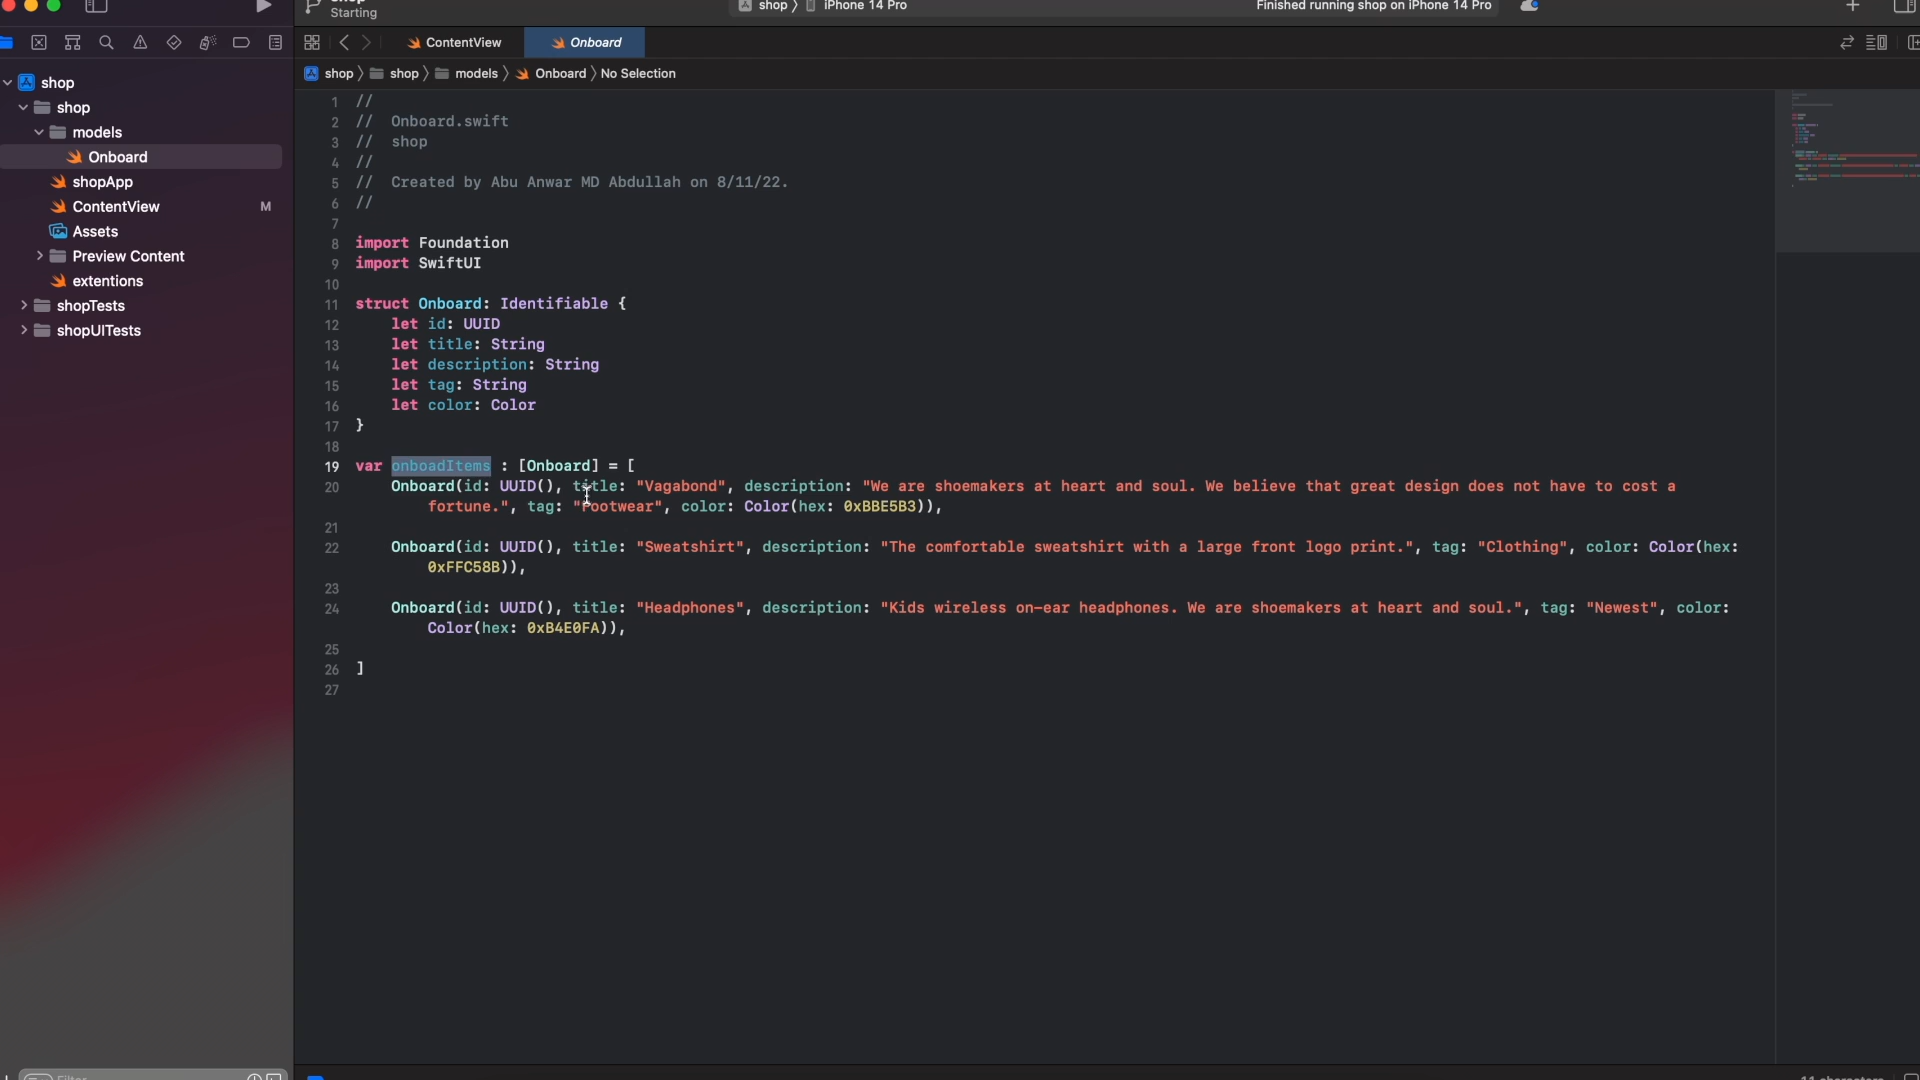 Starting
shop 〉 iPhone 14 Pro
Finished running shop on iPhone 14 Pro
ContentView
Onboard
shop 〉 shop 〉 models 〉 Onboard 〉 No Selection
shop
shop
models
Onboard
shopApp
ContentView M
Assets
Preview Content
extentions
shopTests
shopUITests
1 //
2 // Onboard.swift
3 // shop
4 //
5 // Created by Abu Anwar MD Abdullah on 8/11/22.
6 //
7
8 import Foundation
9 import SwiftUI
10
11 struct Onboard: Identifiable {
12 let id: UUID
13 let title: String
14 let description: String
15 let tag: String
16 let color: Color
17 }
18
19 var onboadItems : [Onboard] = [
20 Onboard(id: UUID(), title: "Vagabond", description: "We are shoemakers at heart and soul. We believe that great design does not have to cost a
fortune.", tag: "Footwear", color: Color(hex: 0xBBE5B3)),
21
22 Onboard(id: UUID(), title: "Sweatshirt", description: "The comfortable sweatshirt with a large front logo print.", tag: "Clothing", color: Color(hex:
0xFFC58B)),
23
24 Onboard(id: UUID(), title: "Headphones", description: "Kids wireless on-ear headphones. We are shoemakers at heart and soul.", tag: "Newest", color:
Color(hex: 0xB4E0FA)),
25
26 ]
27